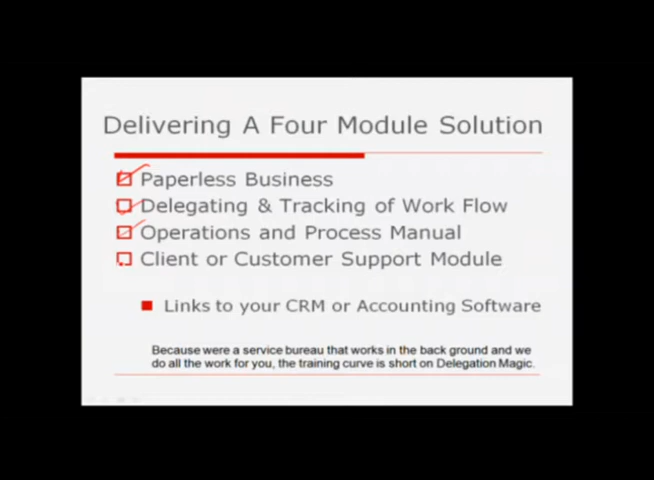 Delivering A Four Module Solution
Paperless Business
Delegating & Tracking of Work Flow
Operations and Process Manual
Client or Customer Support Module
Links to your CRM or Accounting Software
Because were a service bureau that works in the back ground and we
do all the work for you, the training curve is short on Delegation Magic.